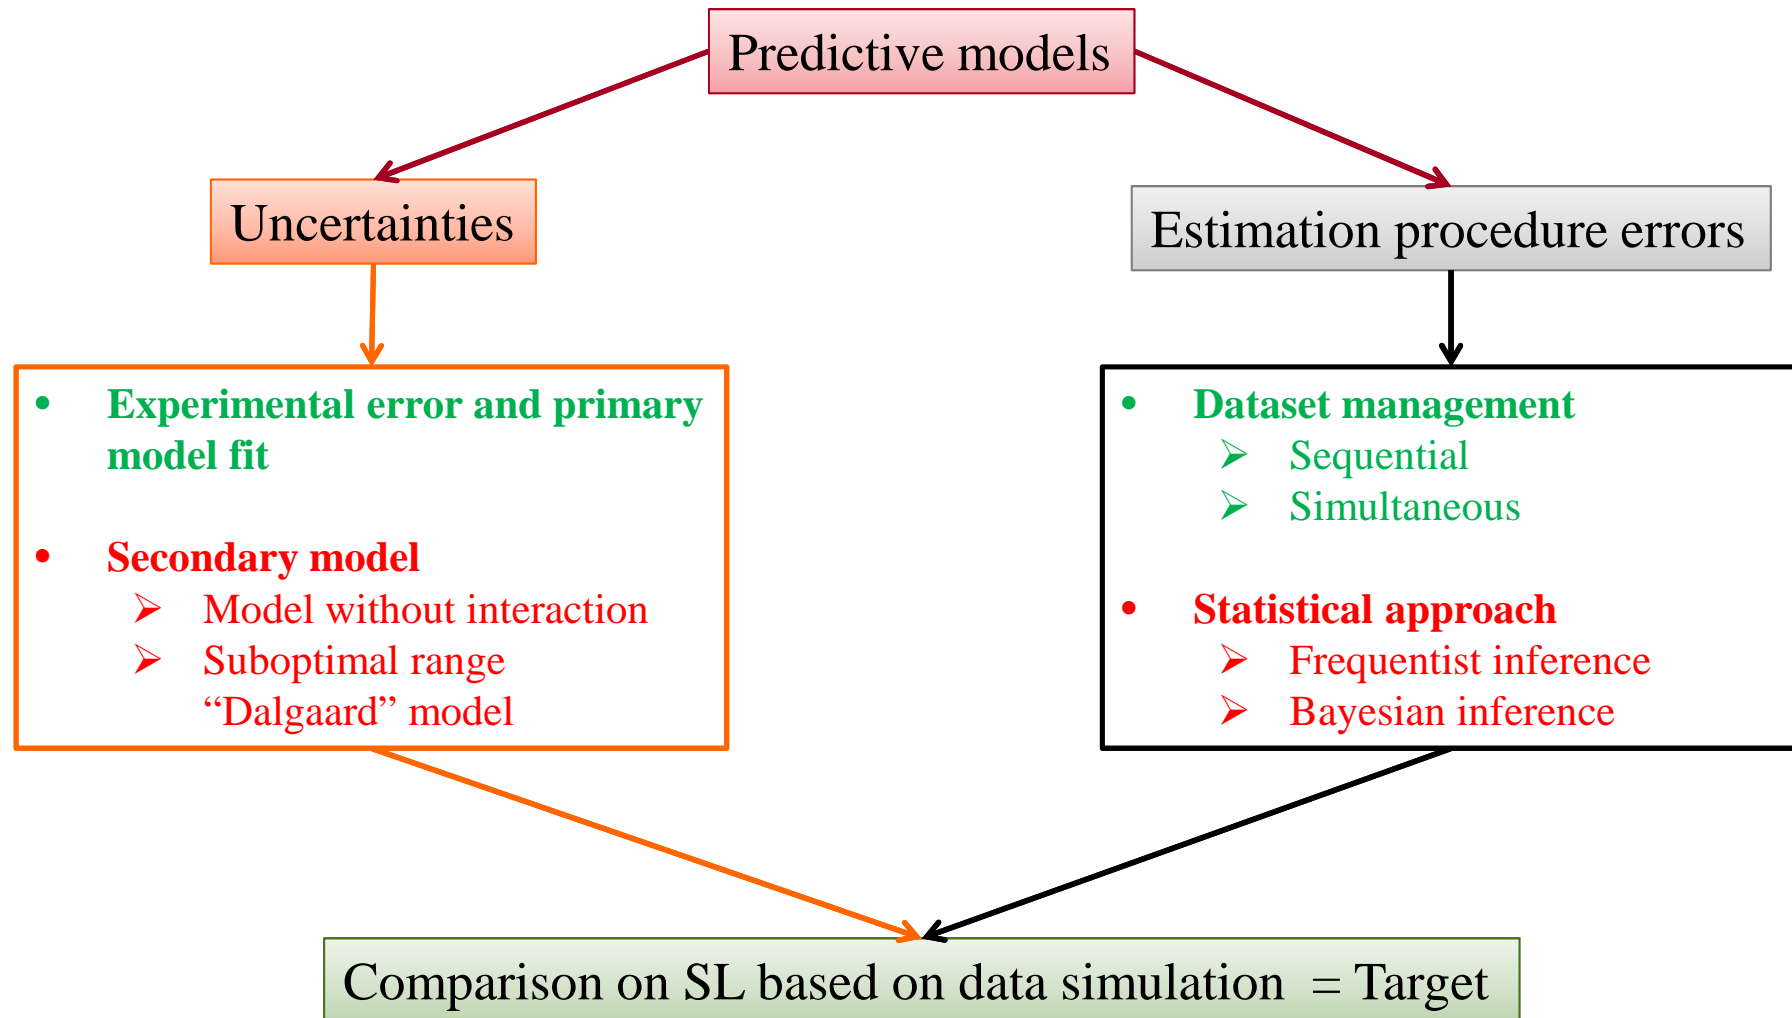 Predictive models
Uncertainties
Estimation procedure errors
• Experimental error and primary
model fit
• Secondary model
➢ Model without interaction
➢ Suboptimal range
“Dalgaard” model
• Dataset management
➢ Sequential
➢ Simultaneous
• Statistical approach
➢ Frequentist inference
➢ Bayesian inference
Comparison on SL based on data simulation = Target